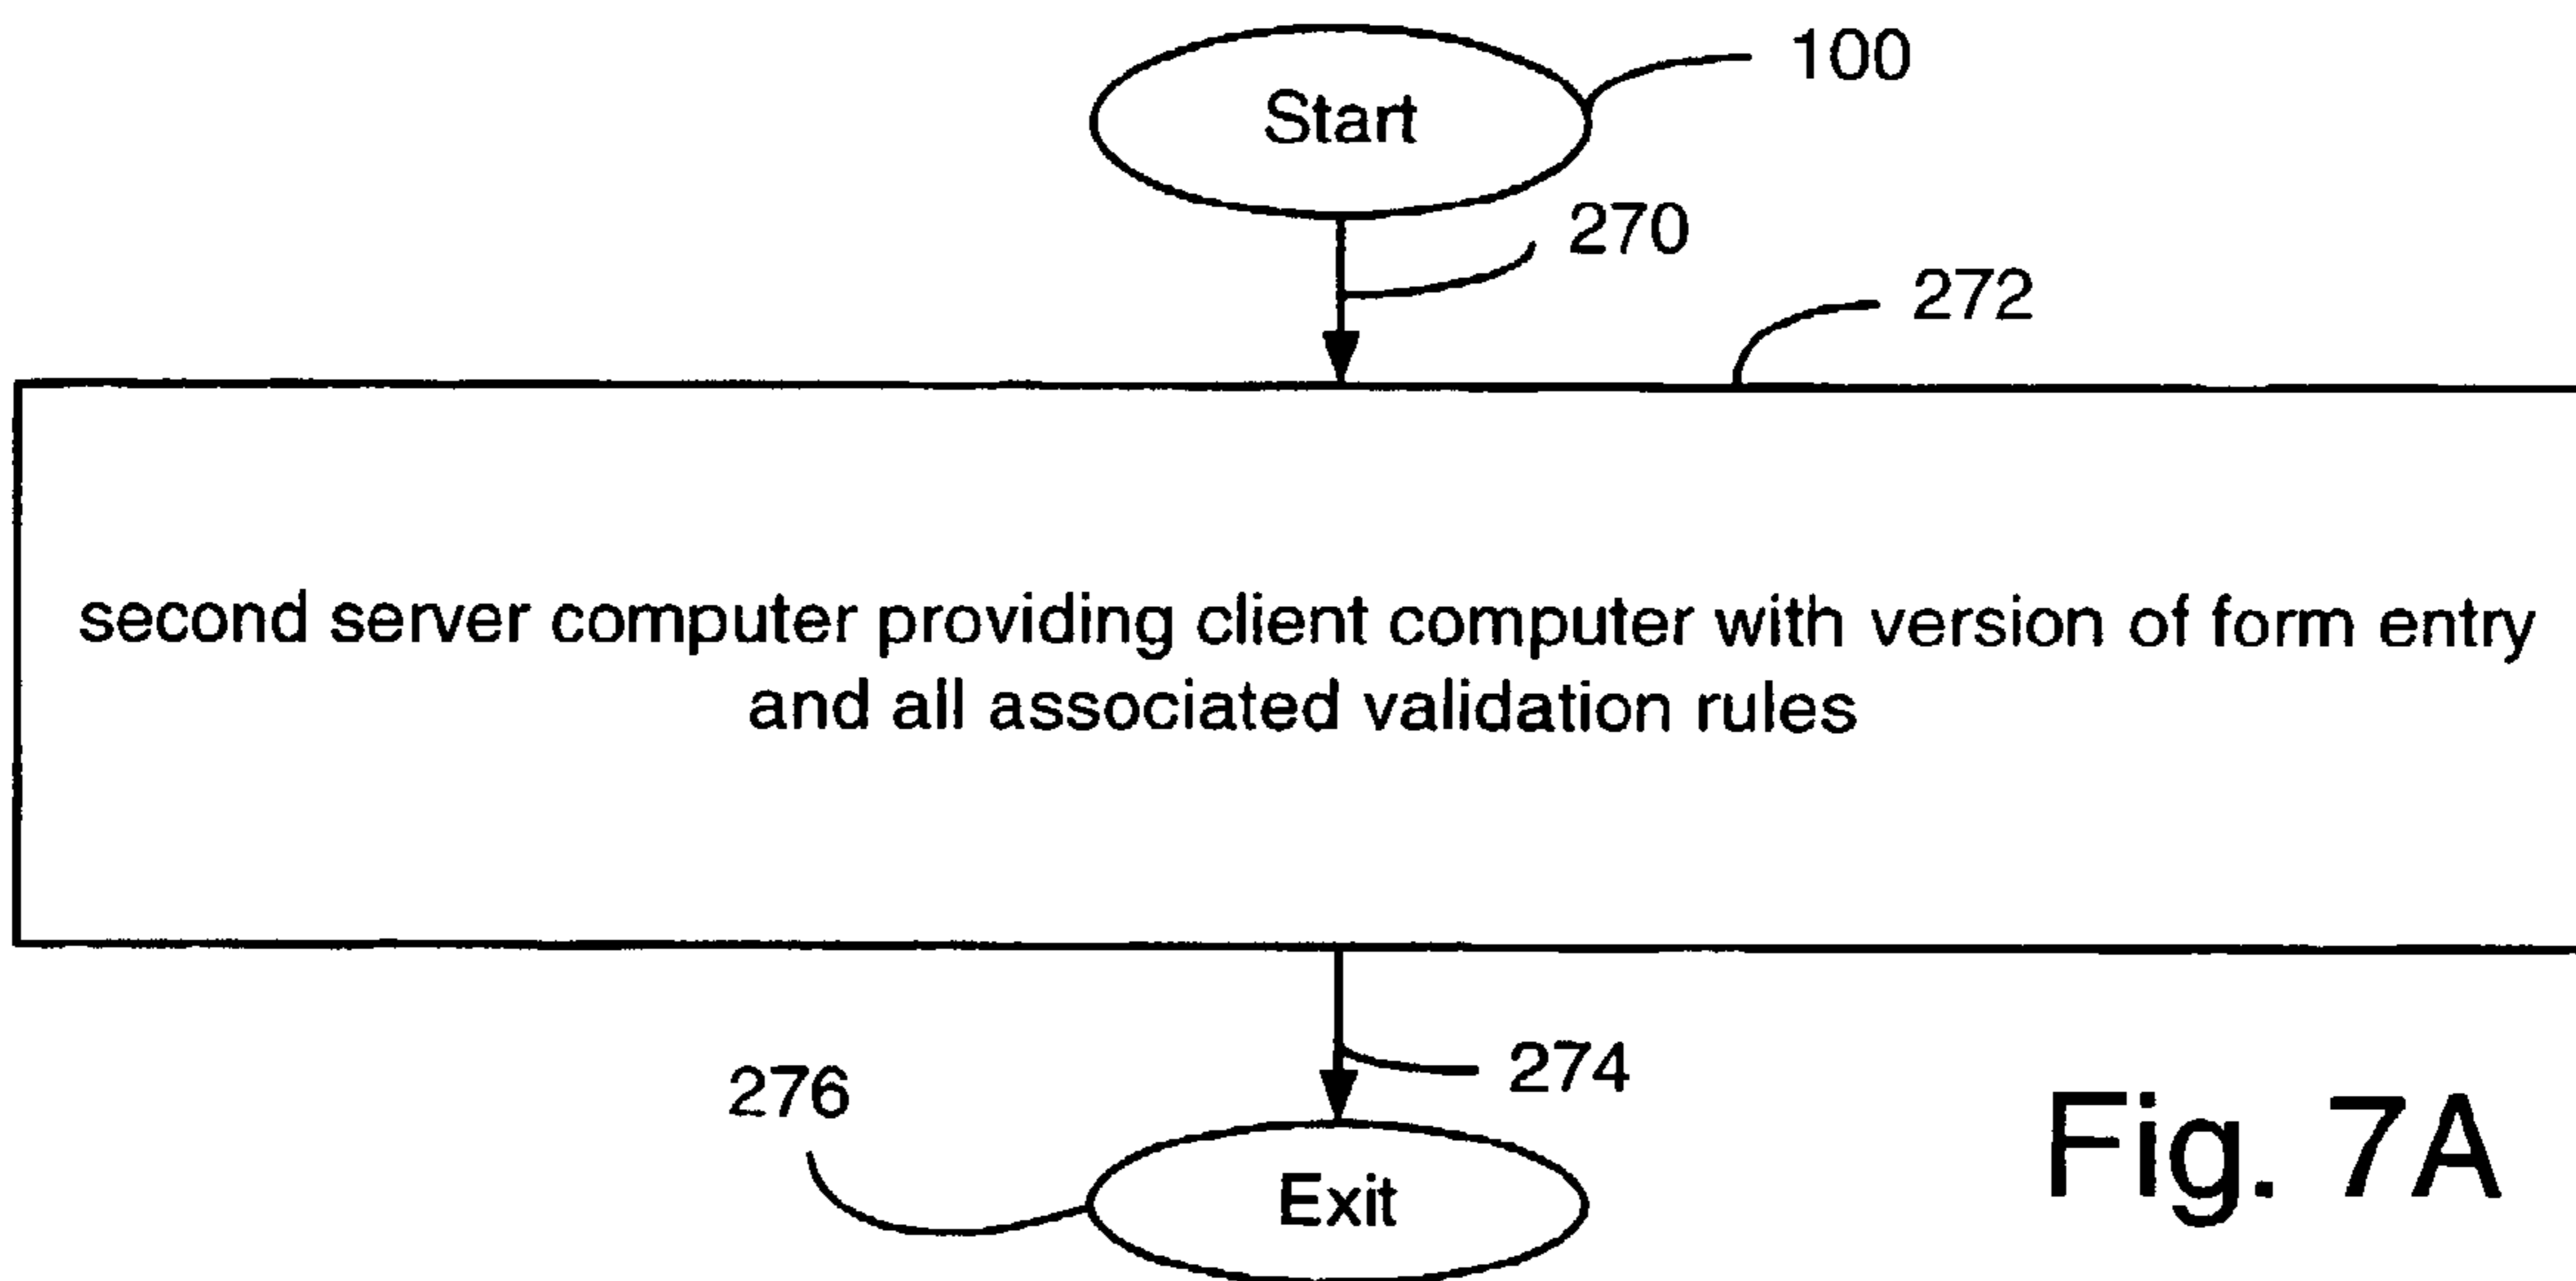 Start
100
270
272
second server computer providing client computer with version of form entry
and all associated validation rules
274
276
Exit
Fig. 7A